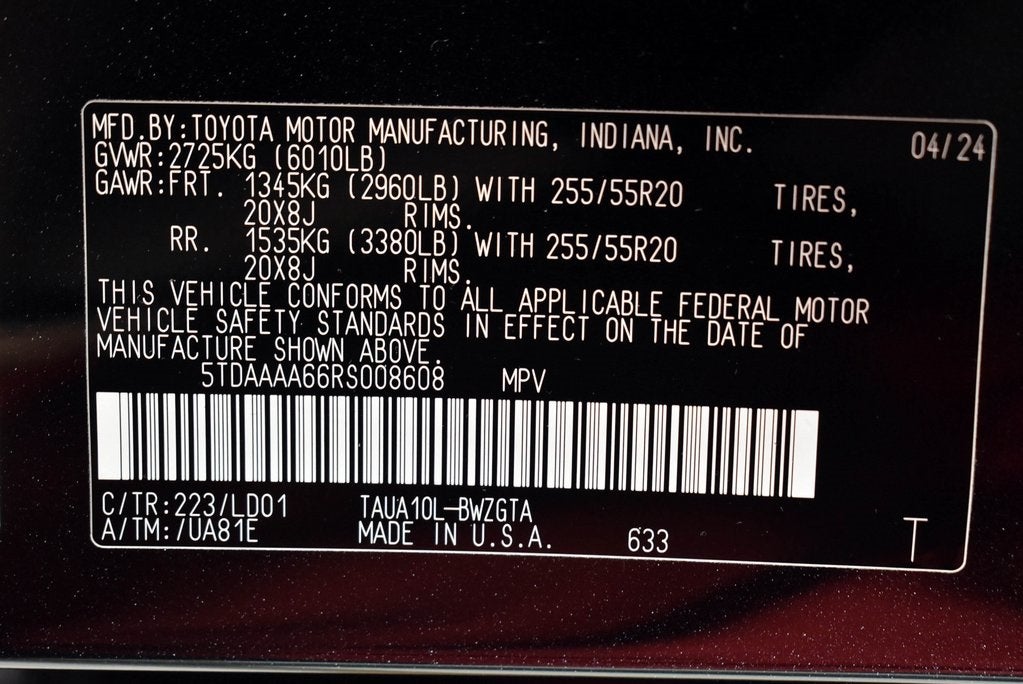 MFD.BY:TOYOTA MOTOR MANUFACTURING, INDIANA, INC. 04/24
GVWR:2725KG (6010LB)
GAWR:FRT. 1345KG (2960LB) WITH 255/55R20 TIRES,
20X8J RIMS.
RR. 1535KG (3380LB) WITH 255/55R20 TIRES,
20X8J RIMS.
THIS VEHICLE CONFORMS TO ALL APPLICABLE FEDERAL MOTOR
VEHICLE SAFETY STANDARDS IN EFFECT ON THE DATE OF
MANUFACTURE SHOWN ABOVE.
5TDAAAA66RS008608 MPV
C/TR:223/LD01 TAUA10L-BWZGTA
A/TM:/UA81E MADE IN U.S.A. 633 T